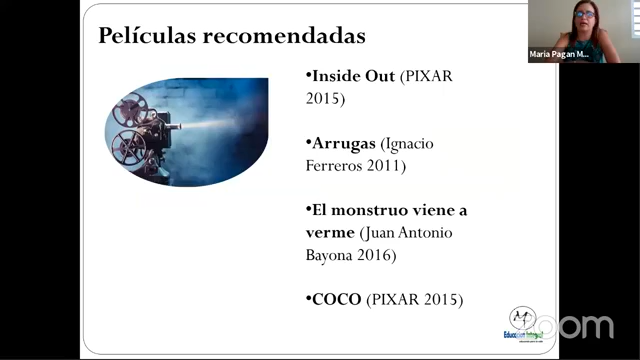 Películas recomendadas
•Inside Out (PIXAR
2015)
•Arrugas (Ignacio
Ferreros 2011)
•El monstruo viene a
verme (Juan Antonio
Bayona 2016)
•COCO (PIXAR 2015)
Maria Pagan M...
zoom